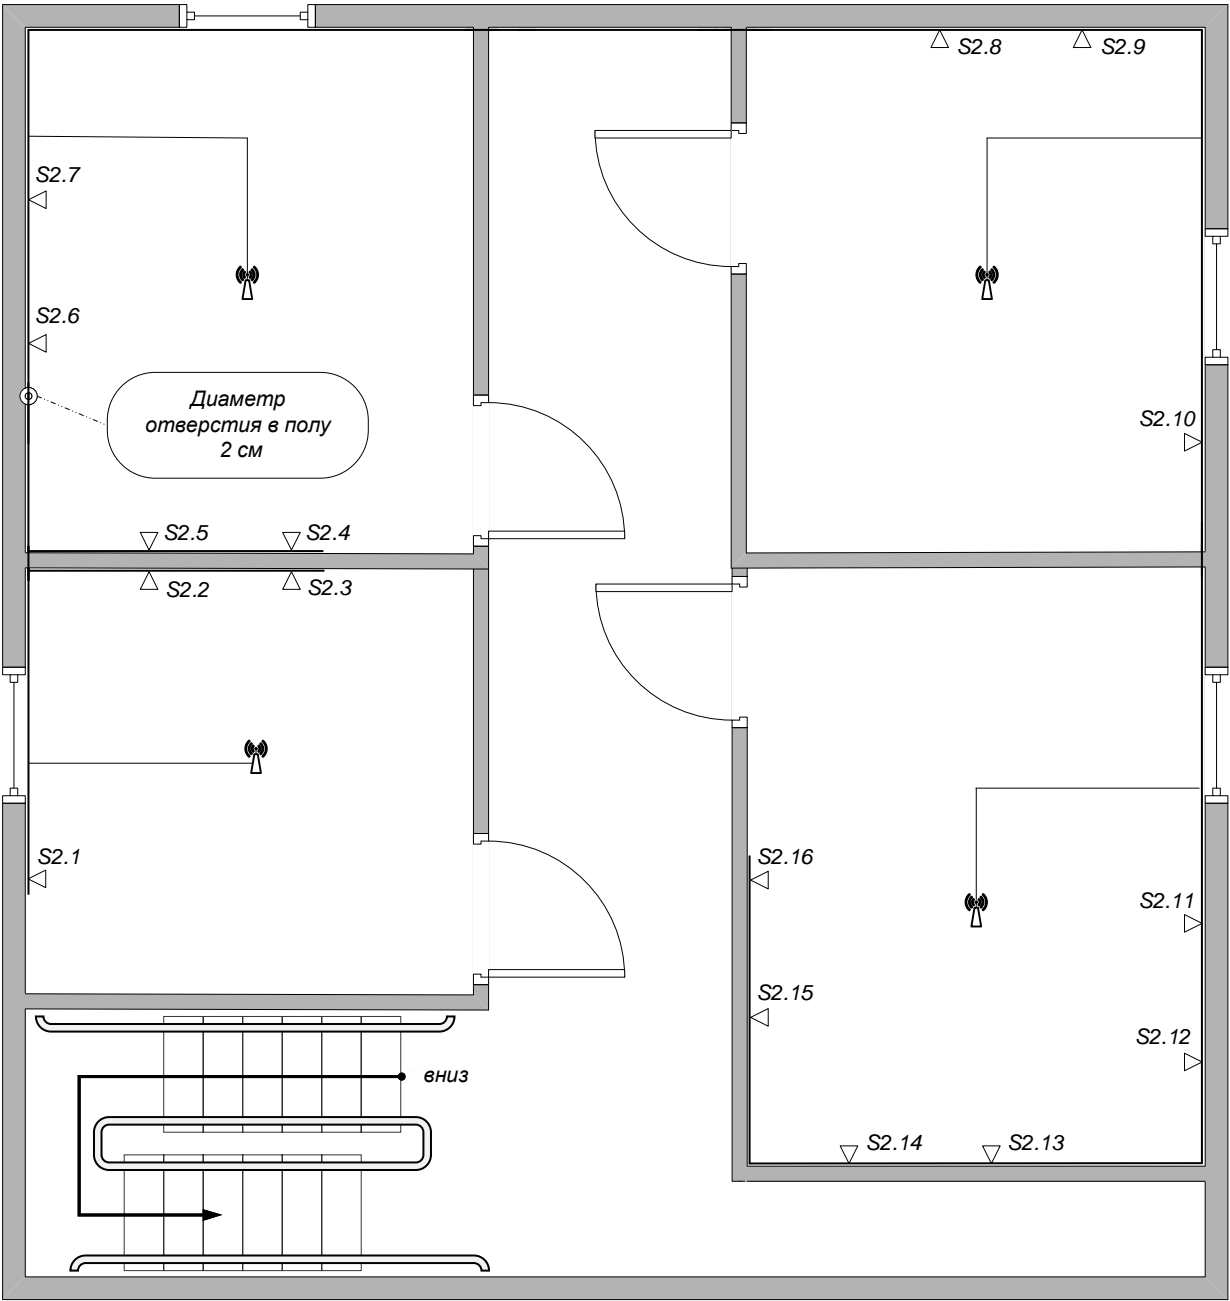 S2.8
S2.9
S2.7
S2.6
Диаметр
отверстия в полу
2 см
S2.10
S2.5
S2.4
S2.2
S2.3
S2.1
S2.16
S2.11
S2.15
S2.12
вниз
S2.14
S2.13